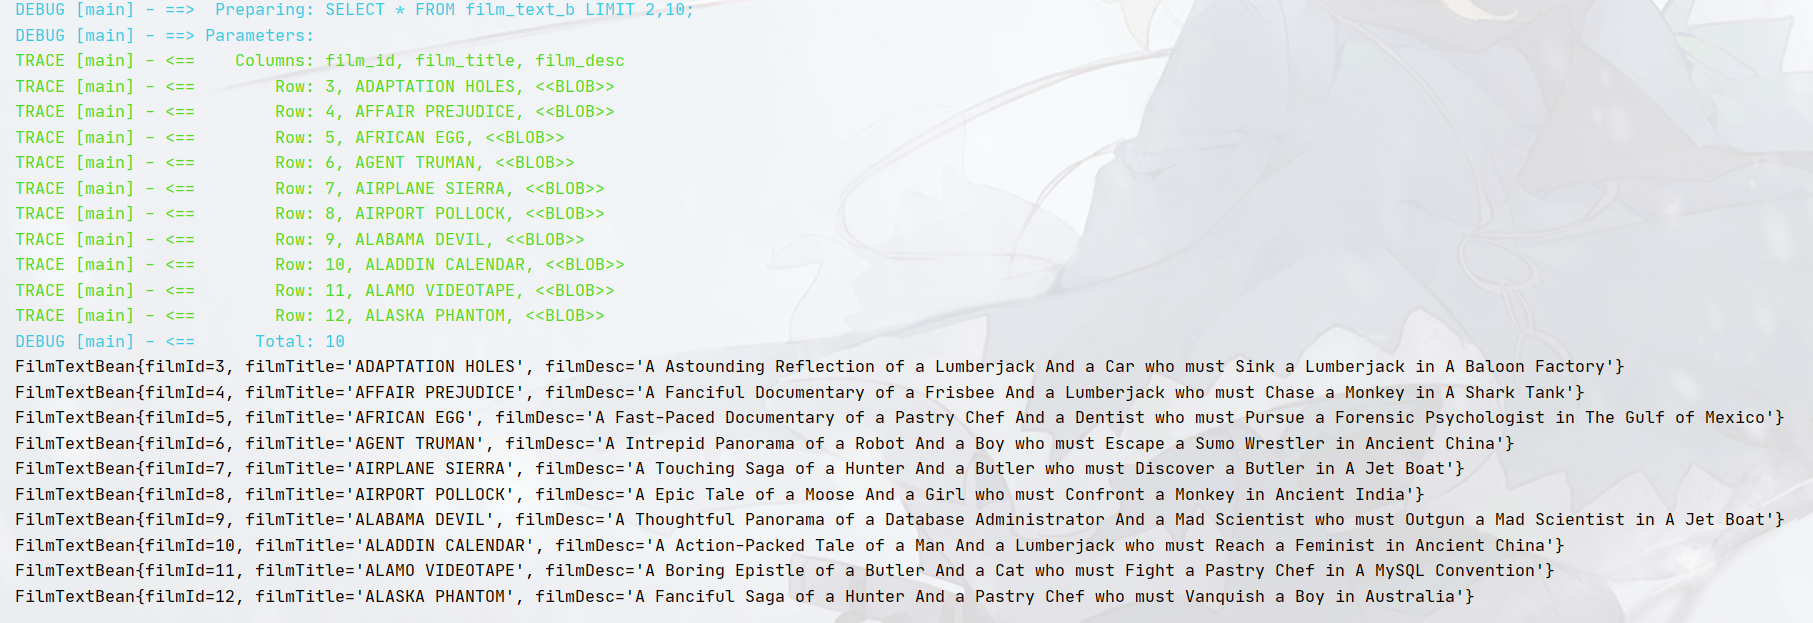 DEBUG [main] - ==>  Preparing: SELECT * FROM film_text_b LIMIT 2,10;
DEBUG [main] - ==> Parameters:
TRACE [main] - <==    Columns: film_id, film_title, film_desc
TRACE [main] - <==        Row: 3, ADAPTATION HOLES, <<BLOB>>
TRACE [main] - <==        Row: 4, AFFAIR PREJUDICE, <<BLOB>>
TRACE [main] - <==        Row: 5, AFRICAN EGG, <<BLOB>>
TRACE [main] - <==        Row: 6, AGENT TRUMAN, <<BLOB>>
TRACE [main] - <==        Row: 7, AIRPLANE SIERRA, <<BLOB>>
TRACE [main] - <==        Row: 8, AIRPORT POLLOCK, <<BLOB>>
TRACE [main] - <==        Row: 9, ALABAMA DEVIL, <<BLOB>>
TRACE [main] - <==        Row: 10, ALADDIN CALENDAR, <<BLOB>>
TRACE [main] - <==        Row: 11, ALAMO VIDEOTAPE, <<BLOB>>
TRACE [main] - <==        Row: 12, ALASKA PHANTOM, <<BLOB>>
DEBUG [main] - <==      Total: 10
FilmTextBean{filmId=3, filmTitle='ADAPTATION HOLES', filmDesc='A Astounding Reflection of a Lumberjack And a Car who must Sink a Lumberjack in A Baloon Factory'}
FilmTextBean{filmId=4, filmTitle='AFFAIR PREJUDICE', filmDesc='A Fanciful Documentary of a Frisbee And a Lumberjack who must Chase a Monkey in A Shark Tank'}
FilmTextBean{filmId=5, filmTitle='AFRICAN EGG', filmDesc='A Fast-Paced Documentary of a Pastry Chef And a Dentist who must Pursue a Forensic Psychologist in The Gulf of Mexico'}
FilmTextBean{filmId=6, filmTitle='AGENT TRUMAN', filmDesc='A Intrepid Panorama of a Robot And a Boy who must Escape a Sumo Wrestler in Ancient China'}
FilmTextBean{filmId=7, filmTitle='AIRPLANE SIERRA', filmDesc='A Touching Saga of a Hunter And a Butler who must Discover a Butler in A Jet Boat'}
FilmTextBean{filmId=8, filmTitle='AIRPORT POLLOCK', filmDesc='A Epic Tale of a Moose And a Girl who must Confront a Monkey in Ancient India'}
FilmTextBean{filmId=9, filmTitle='ALABAMA DEVIL', filmDesc='A Thoughtful Panorama of a Database Administrator And a Mad Scientist who must Outgun a Mad Scientist in A Jet Boat'}
FilmTextBean{filmId=10, filmTitle='ALADDIN CALENDAR', filmDesc='A Action-Packed Tale of a Man And a Lumberjack who must Reach a Feminist in Ancient China'}
FilmTextBean{filmId=11, filmTitle='ALAMO VIDEOTAPE', filmDesc='A Boring Epistle of a Butler And a Cat who must Fight a Pastry Chef in A MySQL Convention'}
FilmTextBean{filmId=12, filmTitle='ALASKA PHANTOM', filmDesc='A Fanciful Saga of a Hunter And a Pastry Chef who must Vanquish a Boy in Australia'}